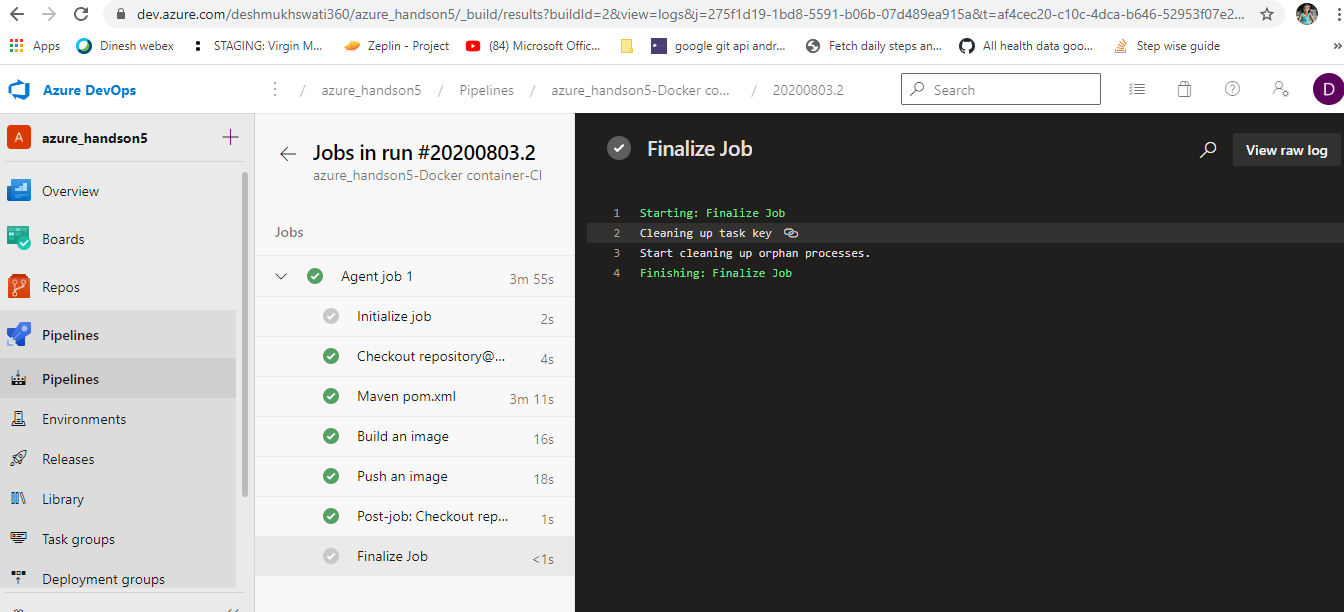 dev.azure.com/deshmukhswati360/azure_handson5/_build/results?buildId=2&view=logs&j=275f1d19-1bd8-5591-b06b-07d489ea915a&t=af4cec20-c10c-4dca-b646-52953f07e2...
Apps
Dinesh webex
STAGING: Virgin M...
Zeplin - Project
(84) Microsoft Offic...
google git api andr...
Fetch daily steps an...
All health data goo...
Step wise guide
»
Azure DevOps
/ azure_handson5 / Pipelines / azure_handson5-Docker co... / 20200803.2
Search
D
A azure_handson5
Overview
Boards
Repos
Pipelines
Pipelines
Environments
Releases
Library
Task groups
Deployment groups
Jobs in run #20200803.2
azure_handson5-Docker container-CI
Jobs
Agent job 1 3m 55s
Initialize job 2s
Checkout repository@... 4s
Maven pom.xml 3m 11s
Build an image 16s
Push an image 18s
Post-job: Checkout rep... 1s
Finalize Job <1s
Finalize Job
View raw log
1 Starting: Finalize Job
2 Cleaning up task key
3 Start cleaning up orphan processes.
4 Finishing: Finalize Job